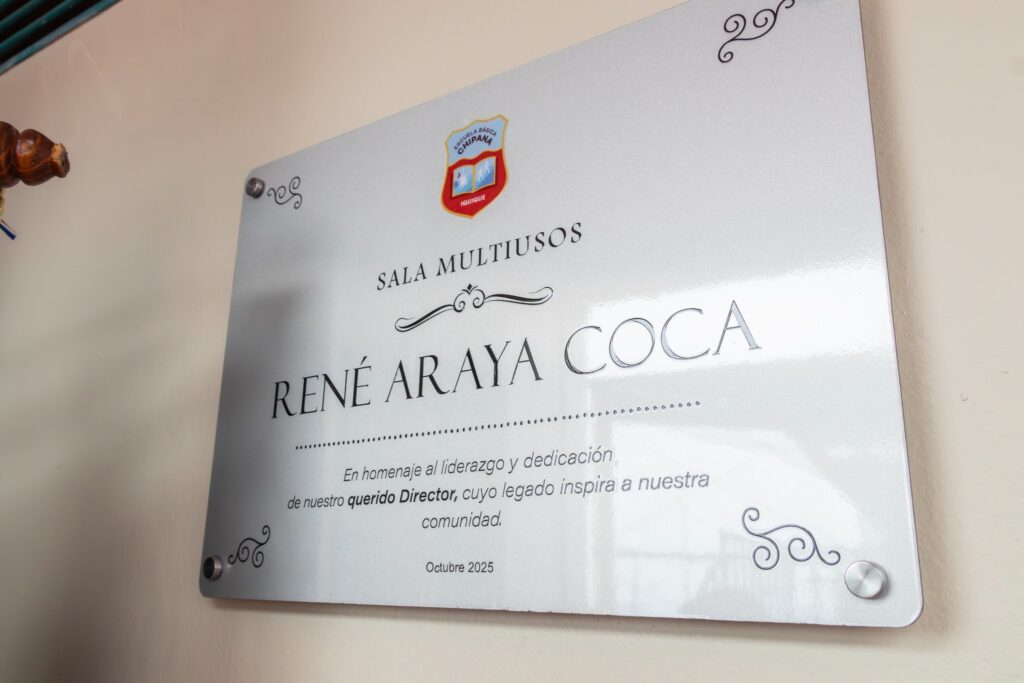 ESCUELA BÁSICA
CHIPANA
IQUIQUE
SALA MULTIUSOS
RENÉ ARAYA COCA
En homenaje al liderazgo y dedicación
de nuestro querido Director, cuyo legado inspira a nuestra
comunidad.
Octubre 2025